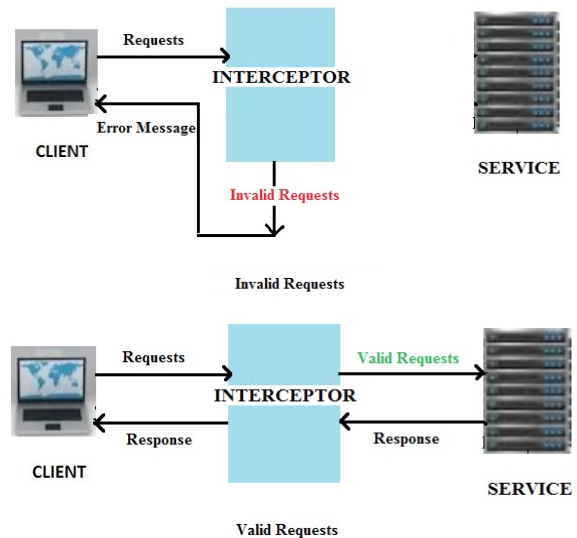 Requests
INTERCEPTOR
Error Message
CLIENT
SERVICE
Invalid Requests
Invalid Requests
Requests
Valid Requests
INTERCEPTOR
Response
Response
CLIENT
SERVICE
Valid Requests